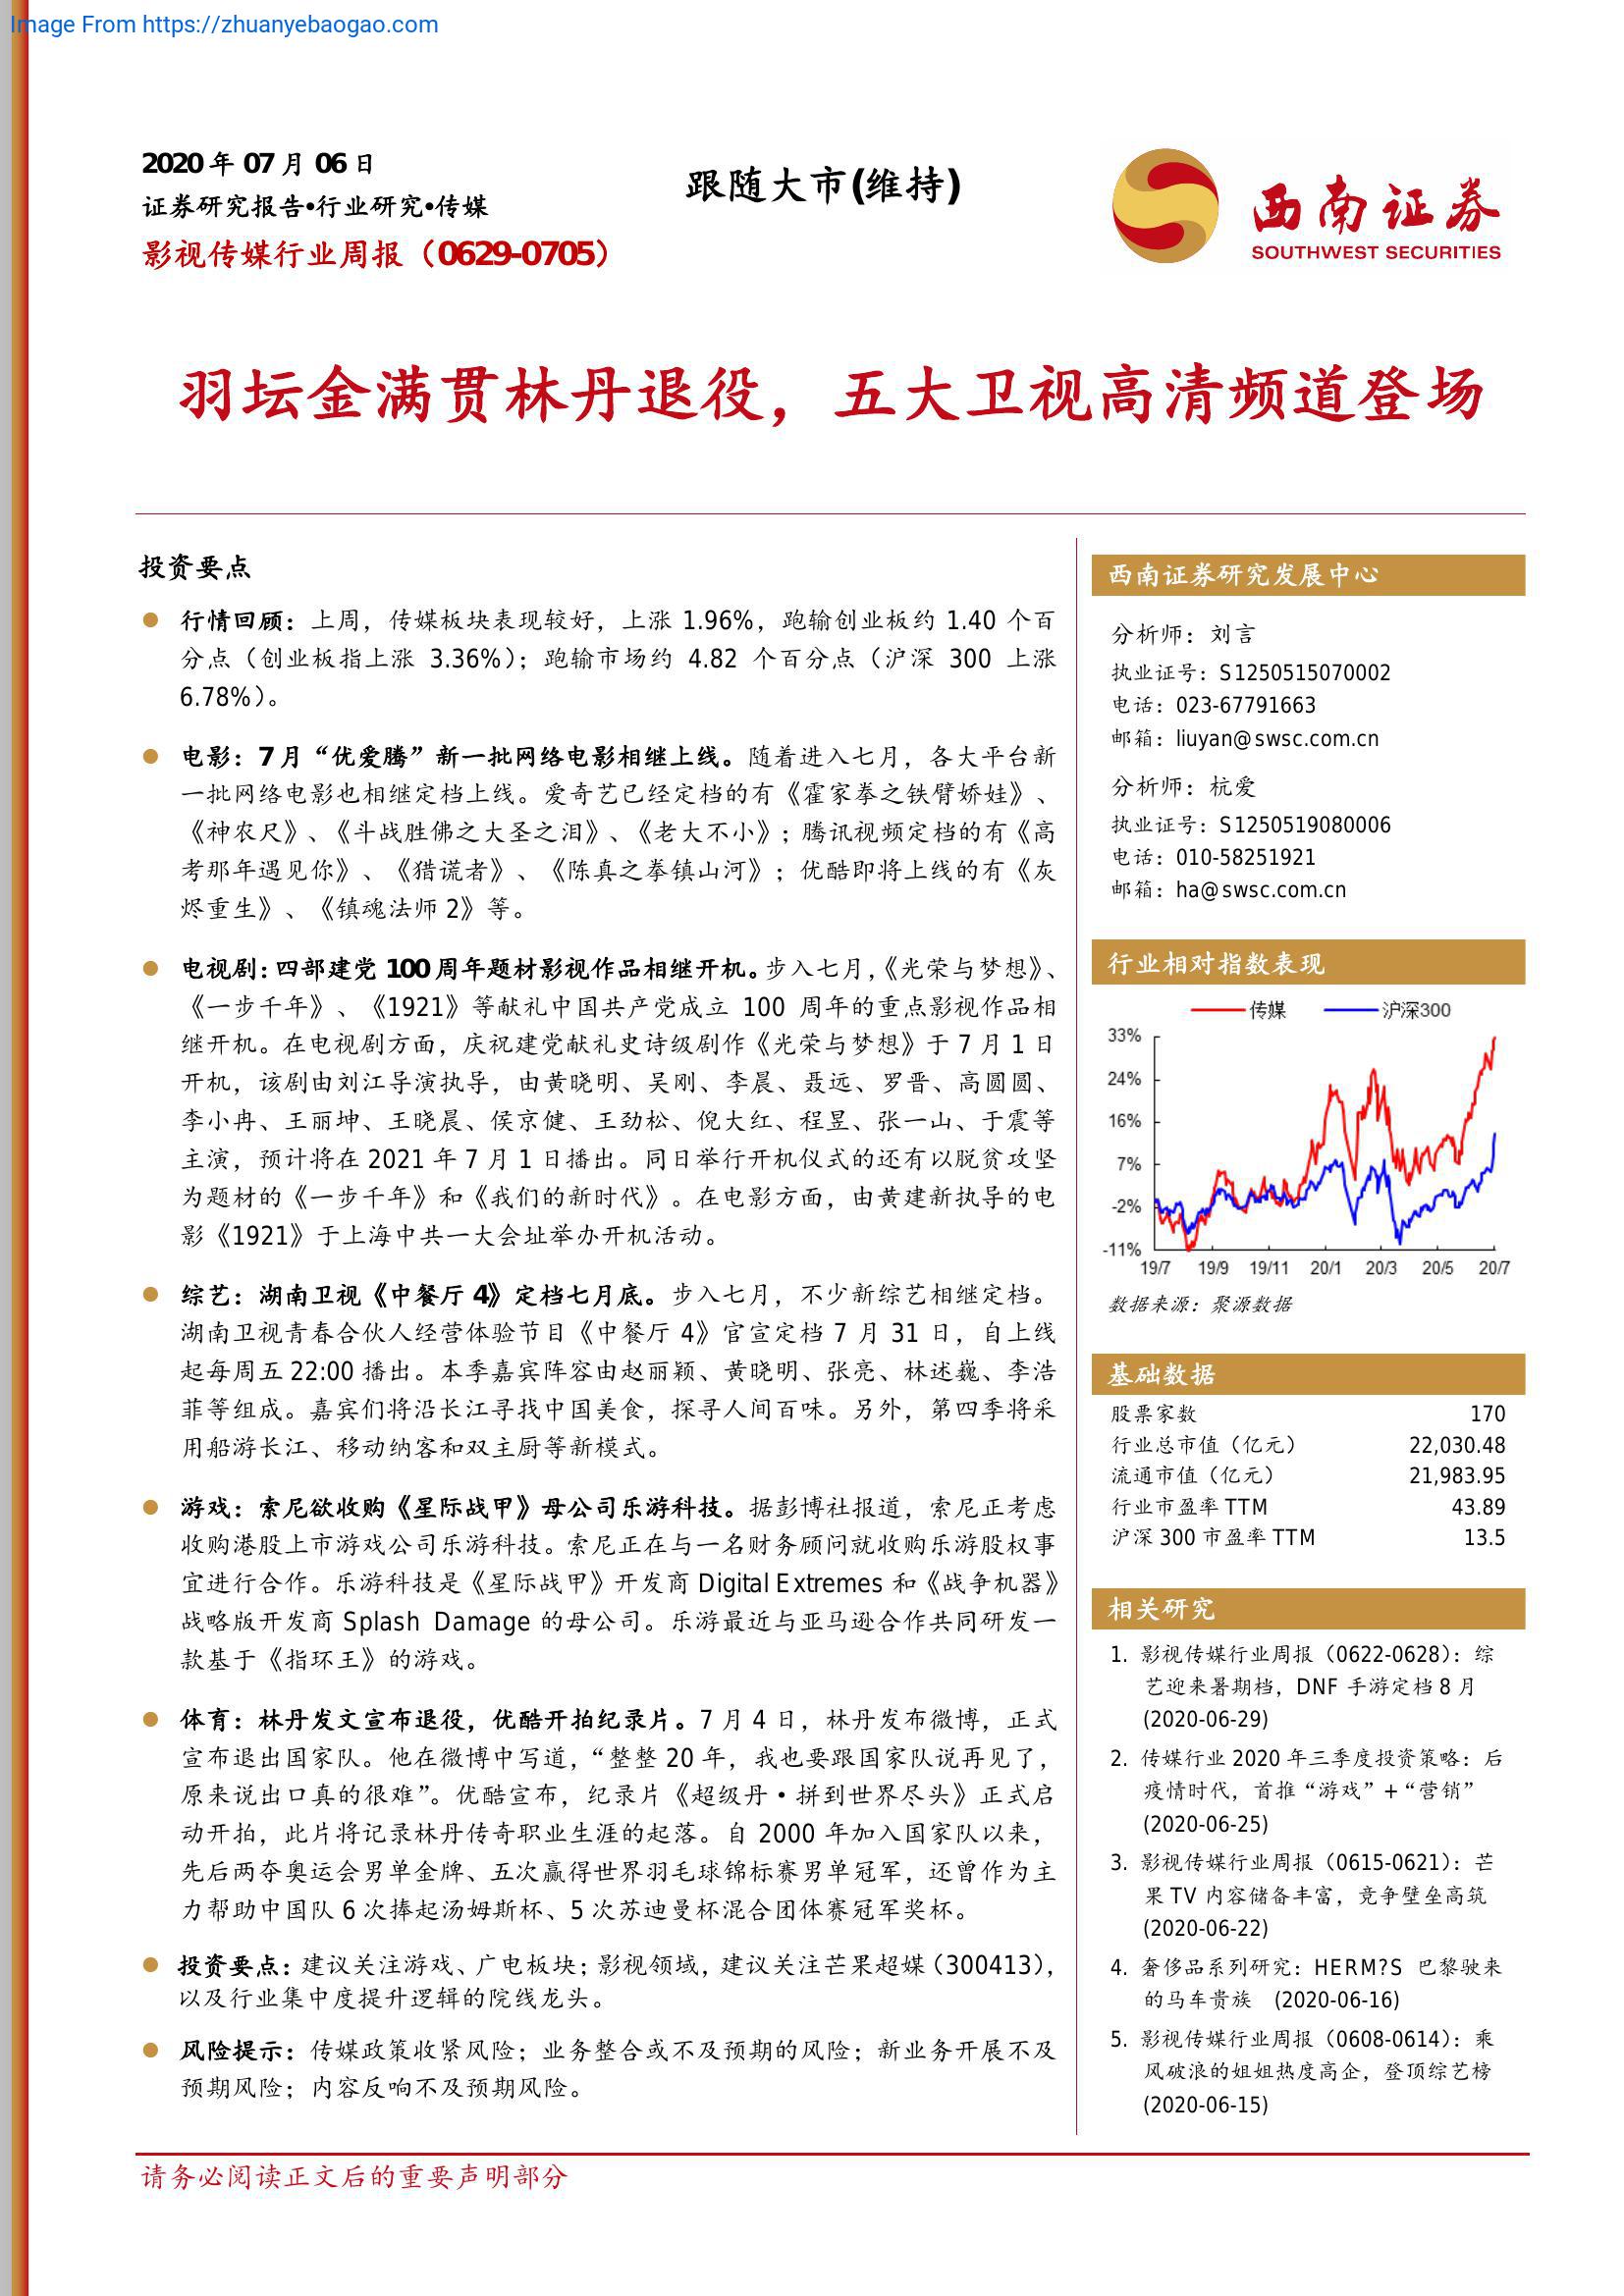 Image From https://zhuanyebaogao.com
2020 年 07 月 06 日
证券研究报告•行业研究•传媒
影视传媒行业周报（0629-0705）
跟随大市(维持)
西南证券
SOUTHWEST SECURITIES
羽坛金满贯林丹退役，五大卫视高清频道登场
投资要点
行情回顾：上周，传媒板块表现较好，上涨 1.96%，跑输创业板约 1.40 个百
分点（创业板指上涨 3.36%）；跑输市场约 4.82 个百分点（沪深 300 上涨
6.78%）。
电影：7 月“优爱腾”新一批网络电影相继上线。随着进入七月，各大平台新
一批网络电影也相继定档上线。爱奇艺已经定档的有《霍家拳之铁臂娇娃》、
《神农尺》、《斗战胜佛之大圣之泪》、《老大不小》；腾讯视频定档的有《高
考那年遇见你》、《猎谎者》、《陈真之拳镇山河》；优酷即将上线的有《灰
烬重生》、《镇魂法师 2》等。
电视剧：四部建党 100 周年题材影视作品相继开机。步入七月，《光荣与梦想》、
《一步千年》、《1921》等献礼中国共产党成立 100 周年的重点影视作品相
继开机。在电视剧方面，庆祝建党献礼史诗级剧作《光荣与梦想》于 7 月 1 日
开机，该剧由刘江导演执导，由黄晓明、吴刚、李晨、聂远、罗晋、高圆圆、
李小冉、王丽坤、王晓晨、侯京健、王劲松、倪大红、程昱、张一山、于震等
主演，预计将在 2021 年 7 月 1 日播出。同日举行开机仪式的还有以脱贫攻坚
为题材的《一步千年》和《我们的新时代》。在电影方面，由黄建新执导的电
影《1921》于上海中共一大会址举办开机活动。
综艺：湖南卫视《中餐厅 4》定档七月底。步入七月，不少新综艺相继定档。
湖南卫视青春合伙人经营体验节目《中餐厅 4》官宣定档 7 月 31 日，自上线
起每周五 22:00 播出。本季嘉宾阵容由赵丽颖、黄晓明、张亮、林述巍、李浩
菲等组成。嘉宾们将沿长江寻找中国美食，探寻人间百味。另外，第四季将采
用船游长江、移动纳客和双主厨等新模式。
游戏：索尼欲收购《星际战甲》母公司乐游科技。据彭博社报道，索尼正考虑
收购港股上市游戏公司乐游科技。索尼正在与一名财务顾问就收购乐游股权事
宜进行合作。乐游科技是《星际战甲》开发商 Digital Extremes 和《战争机器》
战略版开发商 Splash Damage 的母公司。乐游最近与亚马逊合作共同研发一
款基于《指环王》的游戏。
体育：林丹发文宣布退役，优酷开拍纪录片。7 月 4 日，林丹发布微博，正式
宣布退出国家队。他在微博中写道，“整整 20 年，我也要跟国家队说再见了，
原来说出口真的很难”。优酷宣布，纪录片《超级丹·拼到世界尽头》正式启
动开拍，此片将记录林丹传奇职业生涯的起落。自 2000 年加入国家队以来，
先后两夺奥运会男单金牌、五次赢得世界羽毛球锦标赛男单冠军，还曾作为主
力帮助中国队 6 次捧起汤姆斯杯、5 次苏迪曼杯混合团体赛冠军奖杯。
投资要点：建议关注游戏、广电板块；影视领域，建议关注芒果超媒（300413），
以及行业集中度提升逻辑的院线龙头。
风险提示：传媒政策收紧风险；业务整合或不及预期的风险；新业务开展不及
预期风险；内容反响不及预期风险。
西南证券研究发展中心
分析师：刘言
执业证号：S1250515070002
电话：023-67791663
邮箱：liuyan@swsc.com.cn
分析师：杭爱
执业证号：S1250519080006
电话：010-58251921
邮箱：ha@swsc.com.cn
行业相对指数表现
传媒 沪深300
33%
24%
16%
7%
-2%
-11%
19/7 19/9 19/11 20/1 20/3 20/5 20/7
数据来源：聚源数据
基础数据
股票家数 170
行业总市值（亿元） 22,030.48
流通市值（亿元） 21,983.95
行业市盈率 TTM 43.89
沪深 300 市盈率 TTM 13.5
相关研究
1. 影视传媒行业周报（0622-0628）：综
艺迎来暑期档，DNF 手游定档 8 月
(2020-06-29)
2. 传媒行业 2020 年三季度投资策略：后
疫情时代，首推“游戏”+“营销”
(2020-06-25)
3. 影视传媒行业周报（0615-0621）：芒
果 TV 内容储备丰富，竞争壁垒高筑
(2020-06-22)
4. 奢侈品系列研究：HERM?S 巴黎驶来
的马车贵族 (2020-06-16)
5. 影视传媒行业周报（0608-0614）：乘
风破浪的姐姐热度高企，登顶综艺榜
(2020-06-15)
请务必阅读正文后的重要声明部分